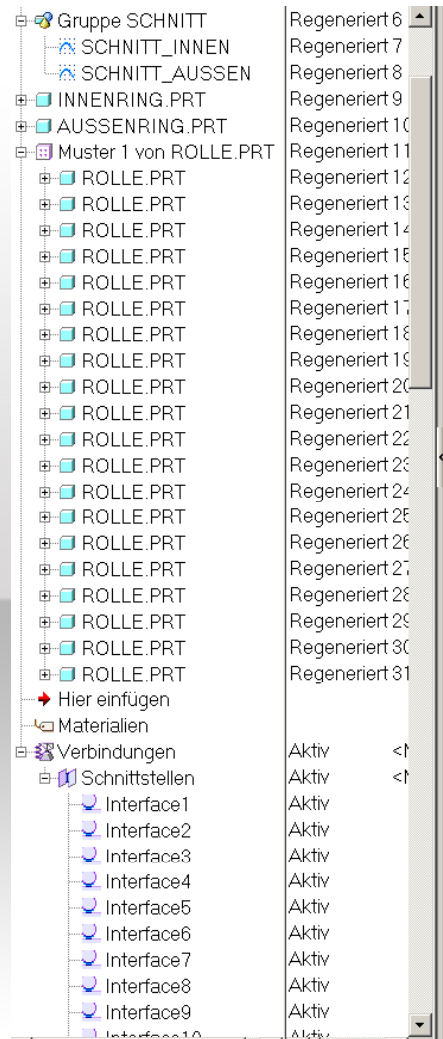 Gruppe SCHNITT Regeneriert 6
SCHNITT_INNEN Regeneriert 7
SCHNITT_AUSSEN Regeneriert 8
INNENRING.PRT Regeneriert 9
AUSSENRING.PRT Regeneriert 10
Muster 1 von ROLLE.PRT Regeneriert 11
ROLLE.PRT Regeneriert 12
ROLLE.PRT Regeneriert 13
ROLLE.PRT Regeneriert 14
ROLLE.PRT Regeneriert 15
ROLLE.PRT Regeneriert 16
ROLLE.PRT Regeneriert 17
ROLLE.PRT Regeneriert 18
ROLLE.PRT Regeneriert 19
ROLLE.PRT Regeneriert 20
ROLLE.PRT Regeneriert 21
ROLLE.PRT Regeneriert 22
ROLLE.PRT Regeneriert 23
ROLLE.PRT Regeneriert 24
ROLLE.PRT Regeneriert 25
ROLLE.PRT Regeneriert 26
ROLLE.PRT Regeneriert 27
ROLLE.PRT Regeneriert 28
ROLLE.PRT Regeneriert 29
ROLLE.PRT Regeneriert 30
ROLLE.PRT Regeneriert 31
Hier einfügen
Materialien
Verbindungen Aktiv
Schnittstellen Aktiv
Interface1 Aktiv
Interface2 Aktiv
Interface3 Aktiv
Interface4 Aktiv
Interface5 Aktiv
Interface6 Aktiv
Interface7 Aktiv
Interface8 Aktiv
Interface9 Aktiv
Interface10 Aktiv